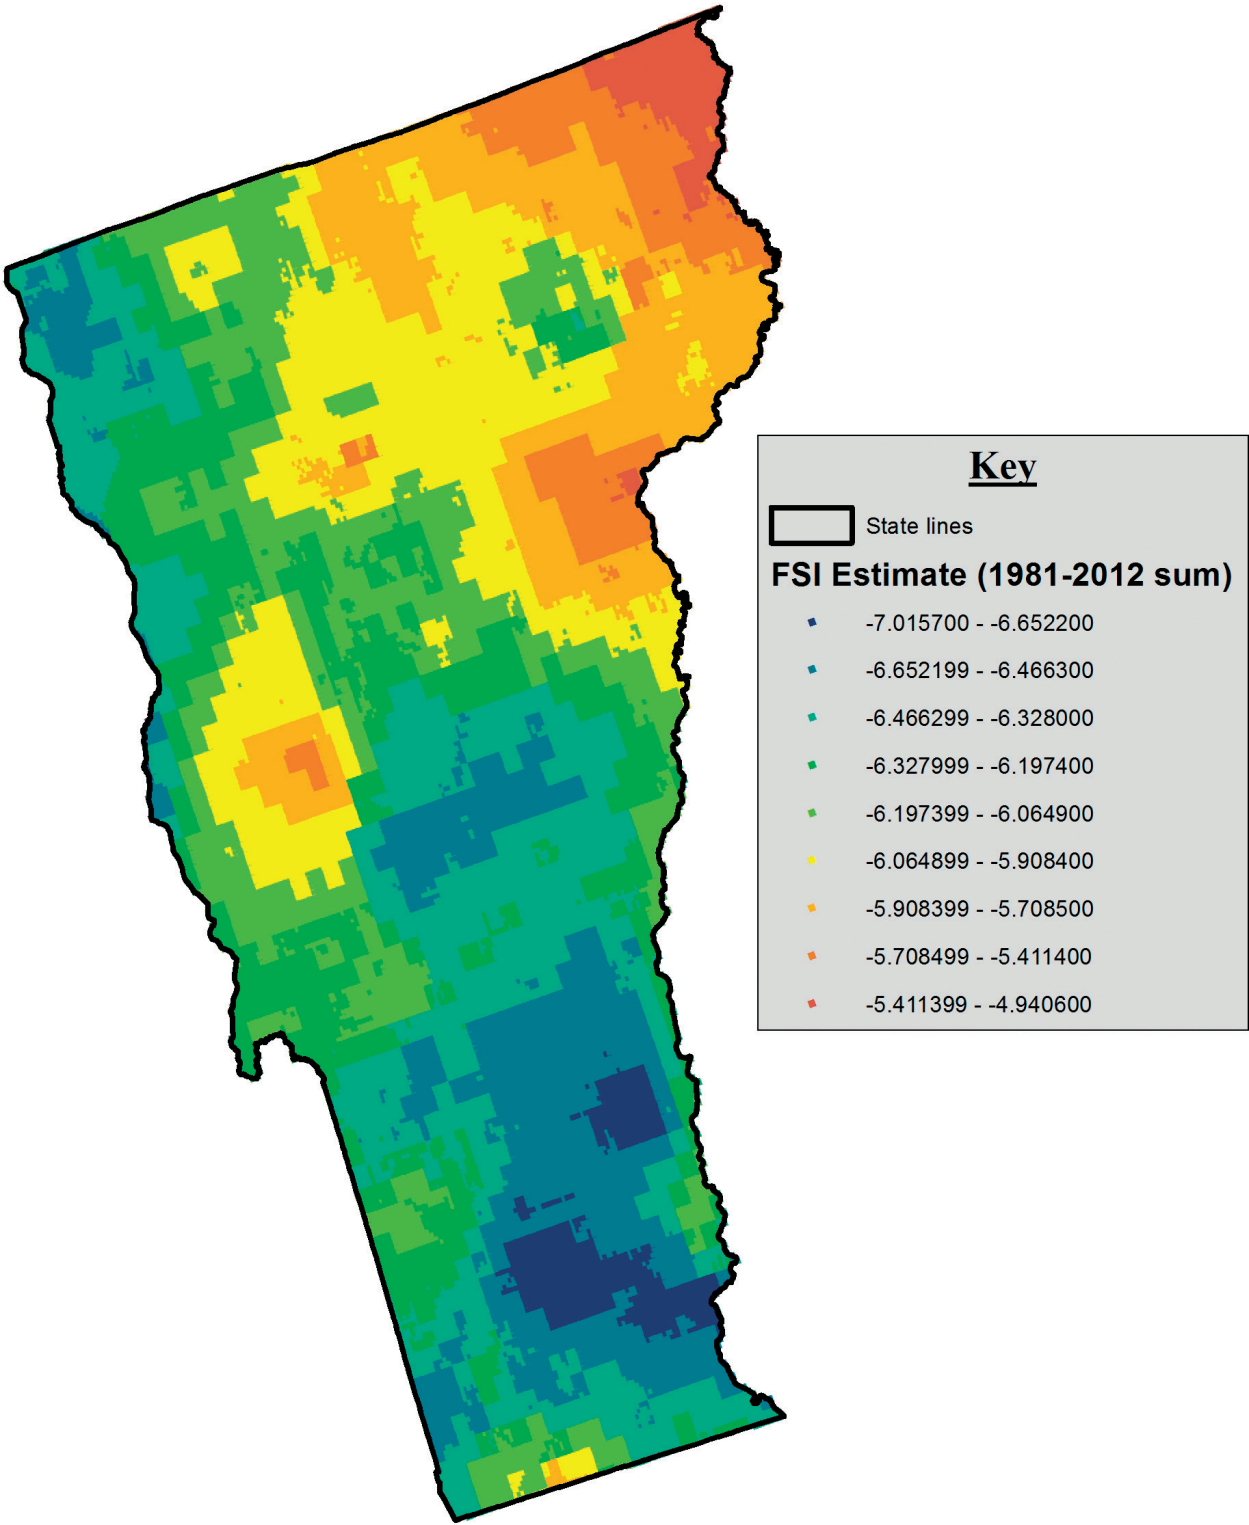 Key
State lines
FSI Estimate (1981-2012 sum)
-7.015700 - -6.652200
-6.652199 - -6.466300
-6.466299 - -6.328000
-6.327999 - -6.197400
-6.197399 - -6.064900
-6.064899 - -5.908400
-5.908399 - -5.708500
-5.708499 - -5.411400
-5.411399 - -4.940600